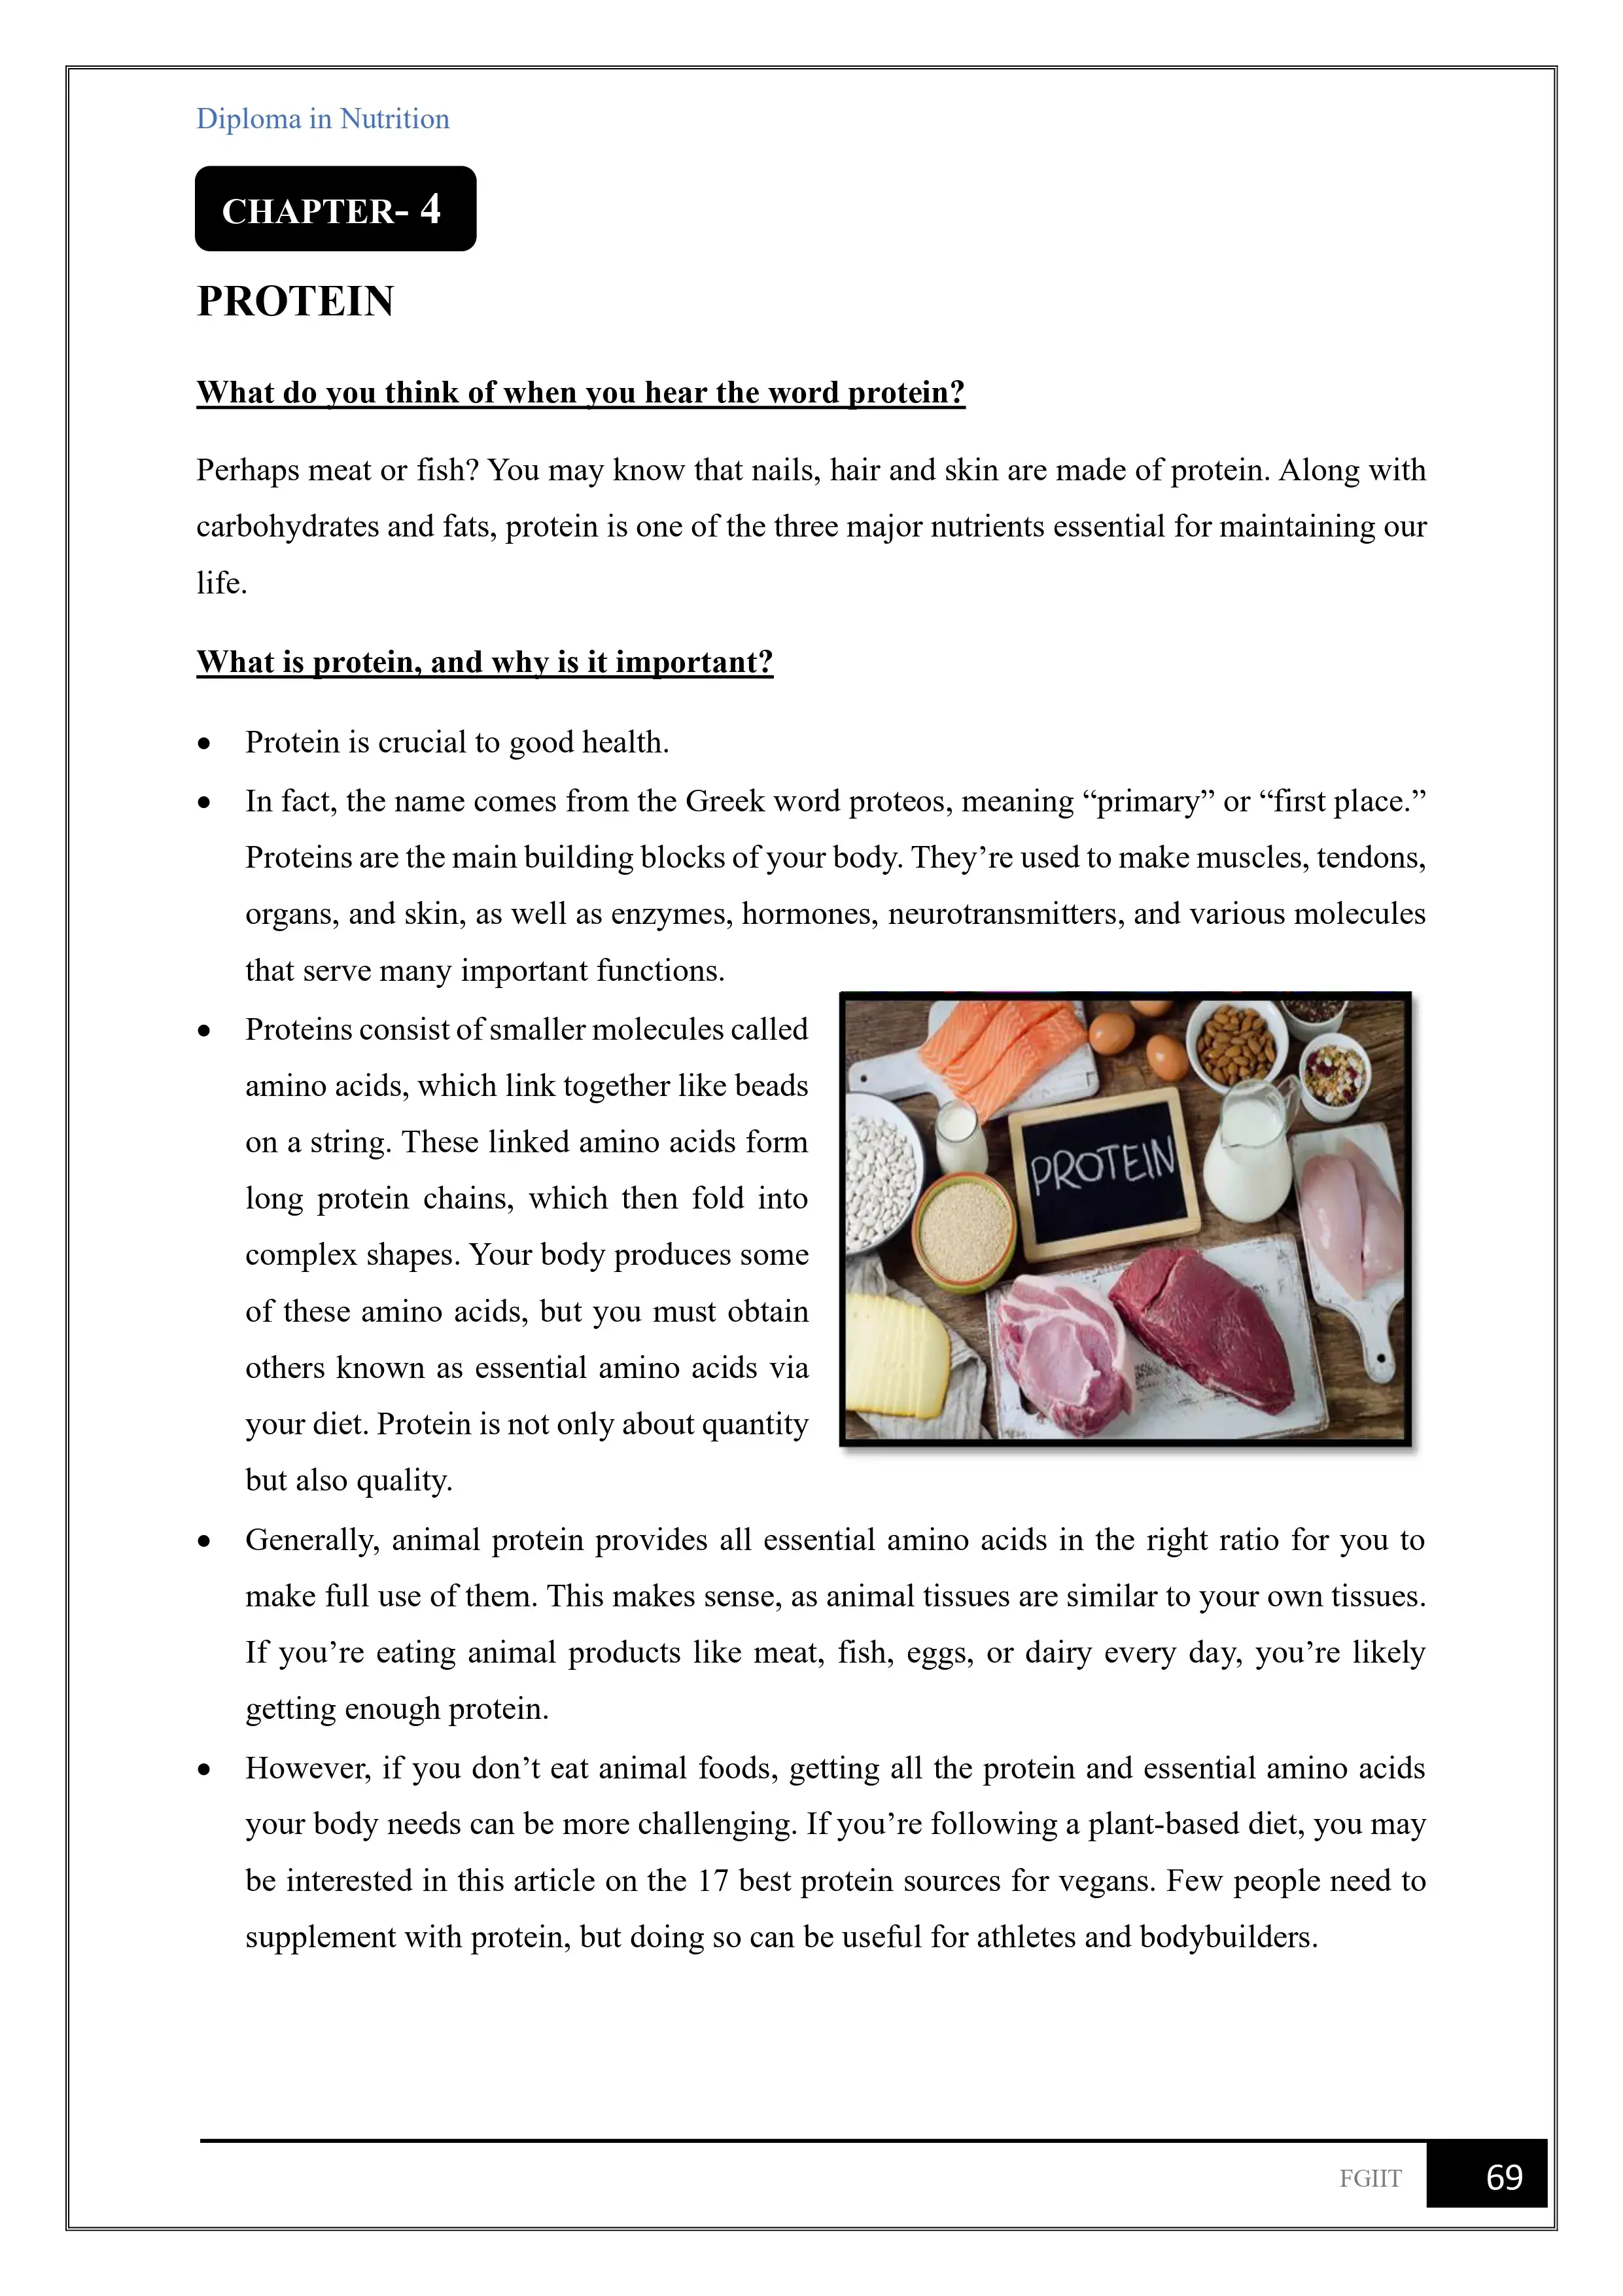 Diploma in Nutrition
CHAPTER- 4
PROTEIN
What do you think of when you hear the word protein?
Perhaps meat or fish? You may know that nails, hair and skin are made of protein. Along with
carbohydrates and fats, protein is one of the three major nutrients essential for maintaining our
life.
What is protein, and why is it important?
• Protein is crucial to good health.
• In fact, the name comes from the Greek word proteos, meaning “primary” or “first place.”
Proteins are the main building blocks of your body. They’re used to make muscles, tendons,
organs, and skin, as well as enzymes, hormones, neurotransmitters, and various molecules
that serve many important functions.
• Proteins consist of smaller molecules called
amino acids, which link together like beads
on a string. These linked amino acids form
long protein chains, which then fold into
complex shapes. Your body produces some
of these amino acids, but you must obtain
others known as essential amino acids via
your diet. Protein is not only about quantity
but also quality.
PROTEIN
• Generally, animal protein provides all essential amino acids in the right ratio for you to
make full use of them. This makes sense, as animal tissues are similar to your own tissues.
If you’re eating animal products like meat, fish, eggs, or dairy every day, you’re likely
getting enough protein.
• However, if you don’t eat animal foods, getting all the protein and essential amino acids
your body needs can be more challenging. If you’re following a plant-based diet, you may
be interested in this article on the 17 best protein sources for vegans. Few people need to
supplement with protein, but doing so can be useful for athletes and bodybuilders.
FGIIT
69